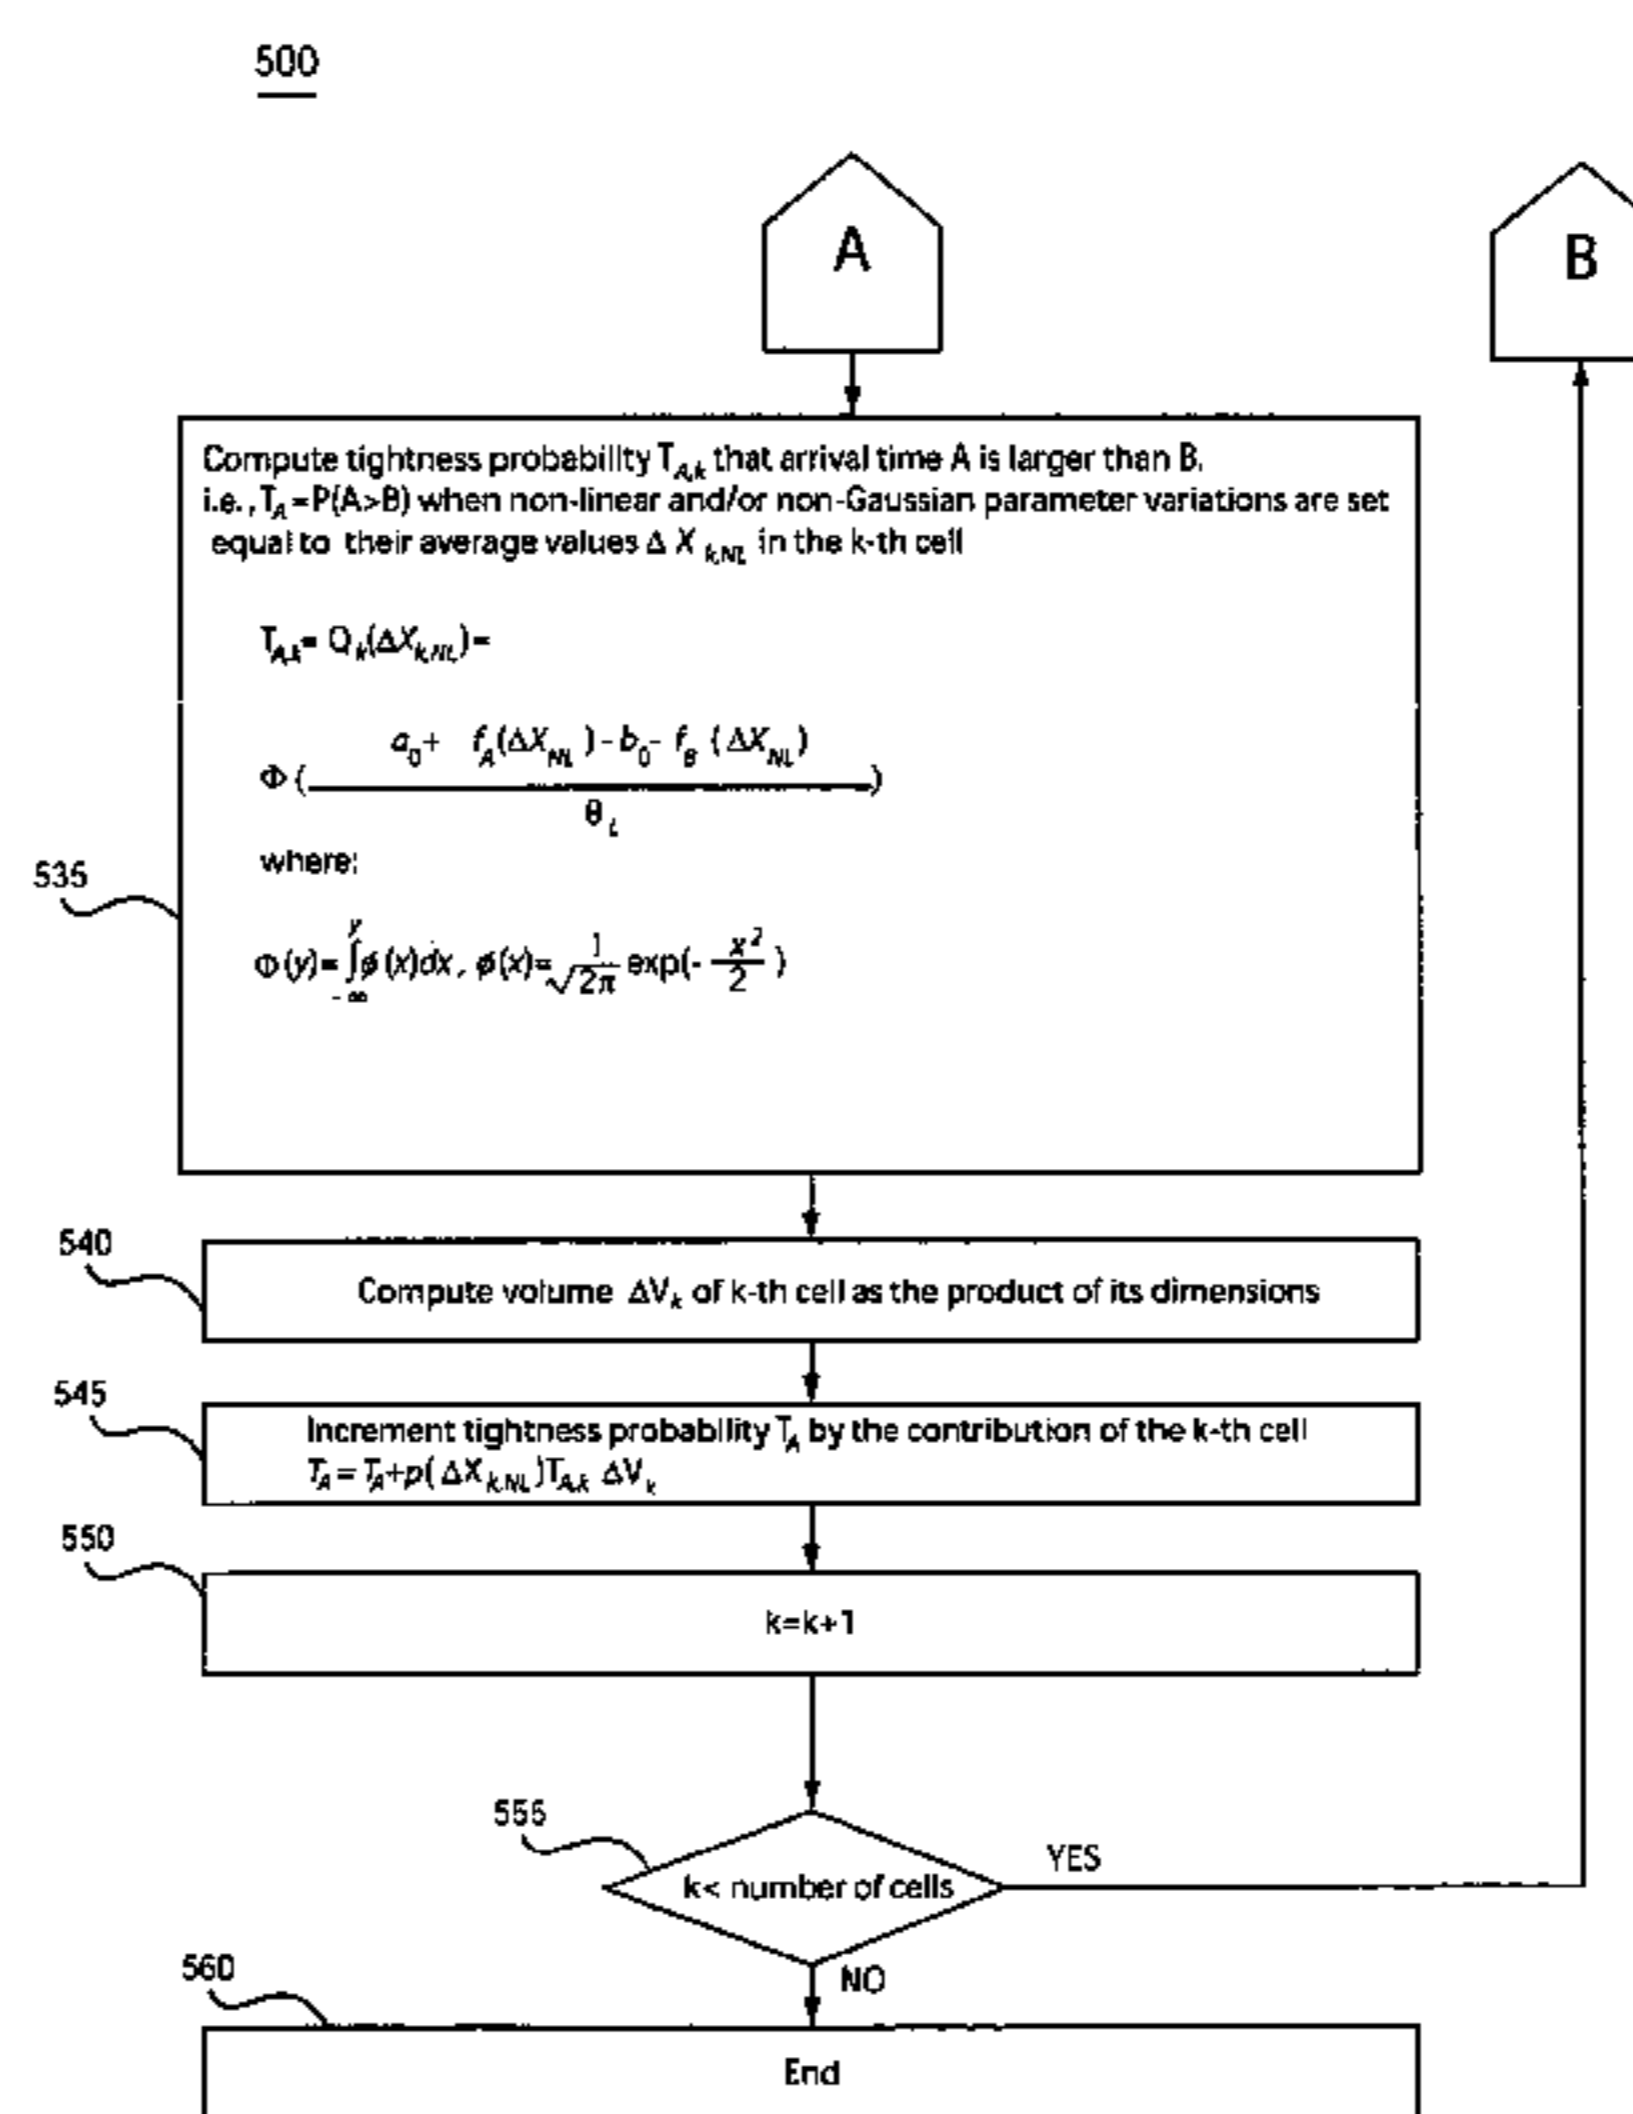 500
A
B
Compute tightness probability T_{A,k} that arrival time A is larger than B.
i.e., T_A=P(A>B) when non-linear and/or non-Gaussian parameter variations are set
equal to their average values Δ X_{k,NL} in the k-th cell
T_{A,k}= Q_k(ΔX_{k,NL})=
a_0+ f_A(ΔX_{NL})-b_0- f_B (ΔX_{NL})
Φ ( )
θ_L
where:
535
Φ(y)=∫_{-∞}^{y} ϕ(x)dx, ϕ(x)= 1/√2π exp(- x^2/2 )
540
Compute volume ΔV_k of k-th cell as the product of its dimensions
545
Increment tightness probability T_A by the contribution of the k-th cell
T_A=T_A+p(ΔX_{k,NL})T_{A,k} ΔV_k
550
k=k+1
555
k< number of cells
YES
NO
560
End